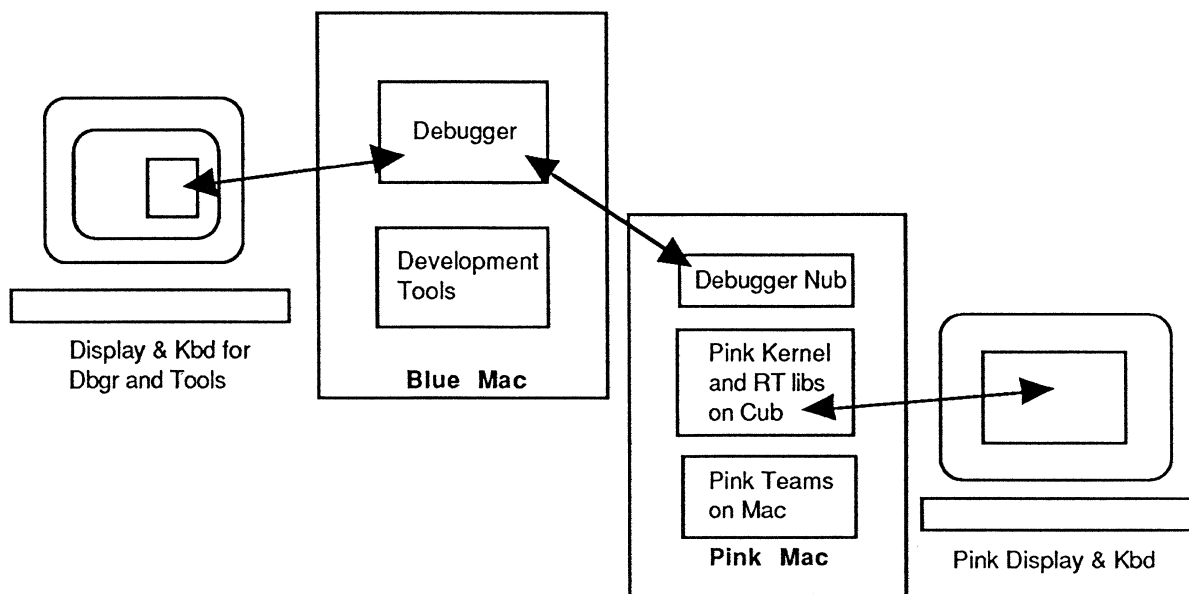 Debugger
Development
Tools
Blue Mac
Display & Kbd for
Dbgr and Tools
Debugger Nub
Pink Kernel
and RT libs
on Cub
Pink Teams
on Mac
Pink Mac
Pink Display & Kbd